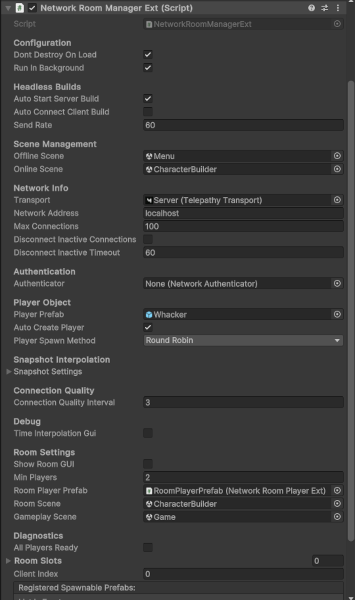 Network Room Manager Ext (Script)
Script NetworkRoomManagerExt
Configuration
Dont Destroy On Load
Run In Background
Headless Builds
Auto Start Server Build
Auto Connect Client Build
Send Rate 60
Scene Management
Offline Scene Menu
Online Scene CharacterBuilder
Network Info
Transport Server (Telepathy Transport)
Network Address localhost
Max Connections 100
Disconnect Inactive Connections
Disconnect Inactive Timeout 60
Authentication
Authenticator None (Network Authenticator)
Player Object
Player Prefab Whacker
Auto Create Player
Player Spawn Method Round Robin
Snapshot Interpolation
Snapshot Settings
Connection Quality
Connection Quality Interval 3
Debug
Time Interpolation Gui
Room Settings
Show Room GUI
Min Players 2
Room Player Prefab RoomPlayerPrefab (Network Room Player Ext)
Room Scene CharacterBuilder
Gameplay Scene Game
Diagnostics
All Players Ready
Room Slots 0
Client Index 0
Registered Spawnable Prefabs: